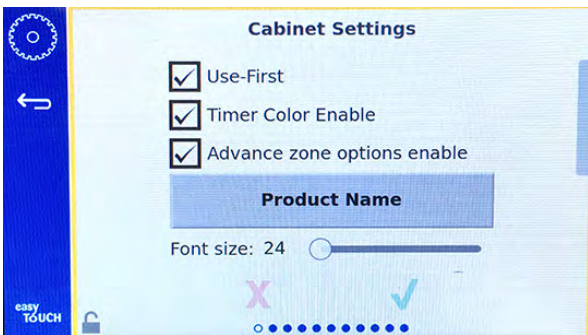 Cabinet Settings
Use-First
Timer Color Enable
Advance zone options enable
Product Name
Font size: 24
easy
TOUCH